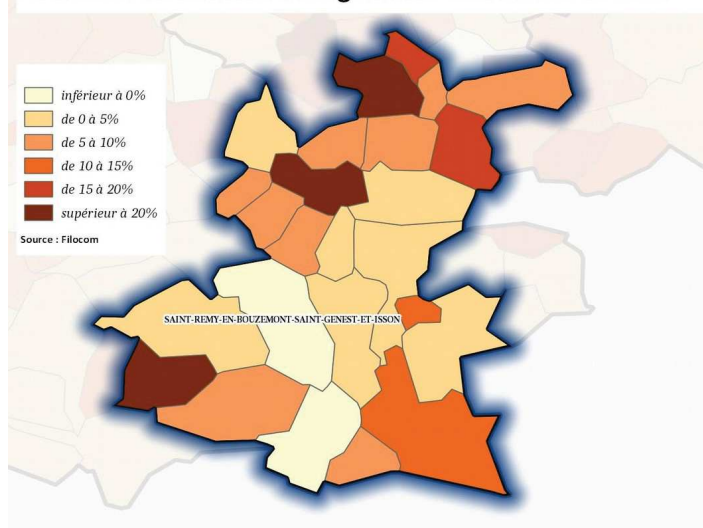 inférieur à 0%
de 0 à 5%
de 5 à 10%
de 10 à 15%
de 15 à 20%
supérieur à 20%
Source : Filocom
SAINT-REMY-EN-BOUZEMONT-SAINT-GENEST-ET-ISSON